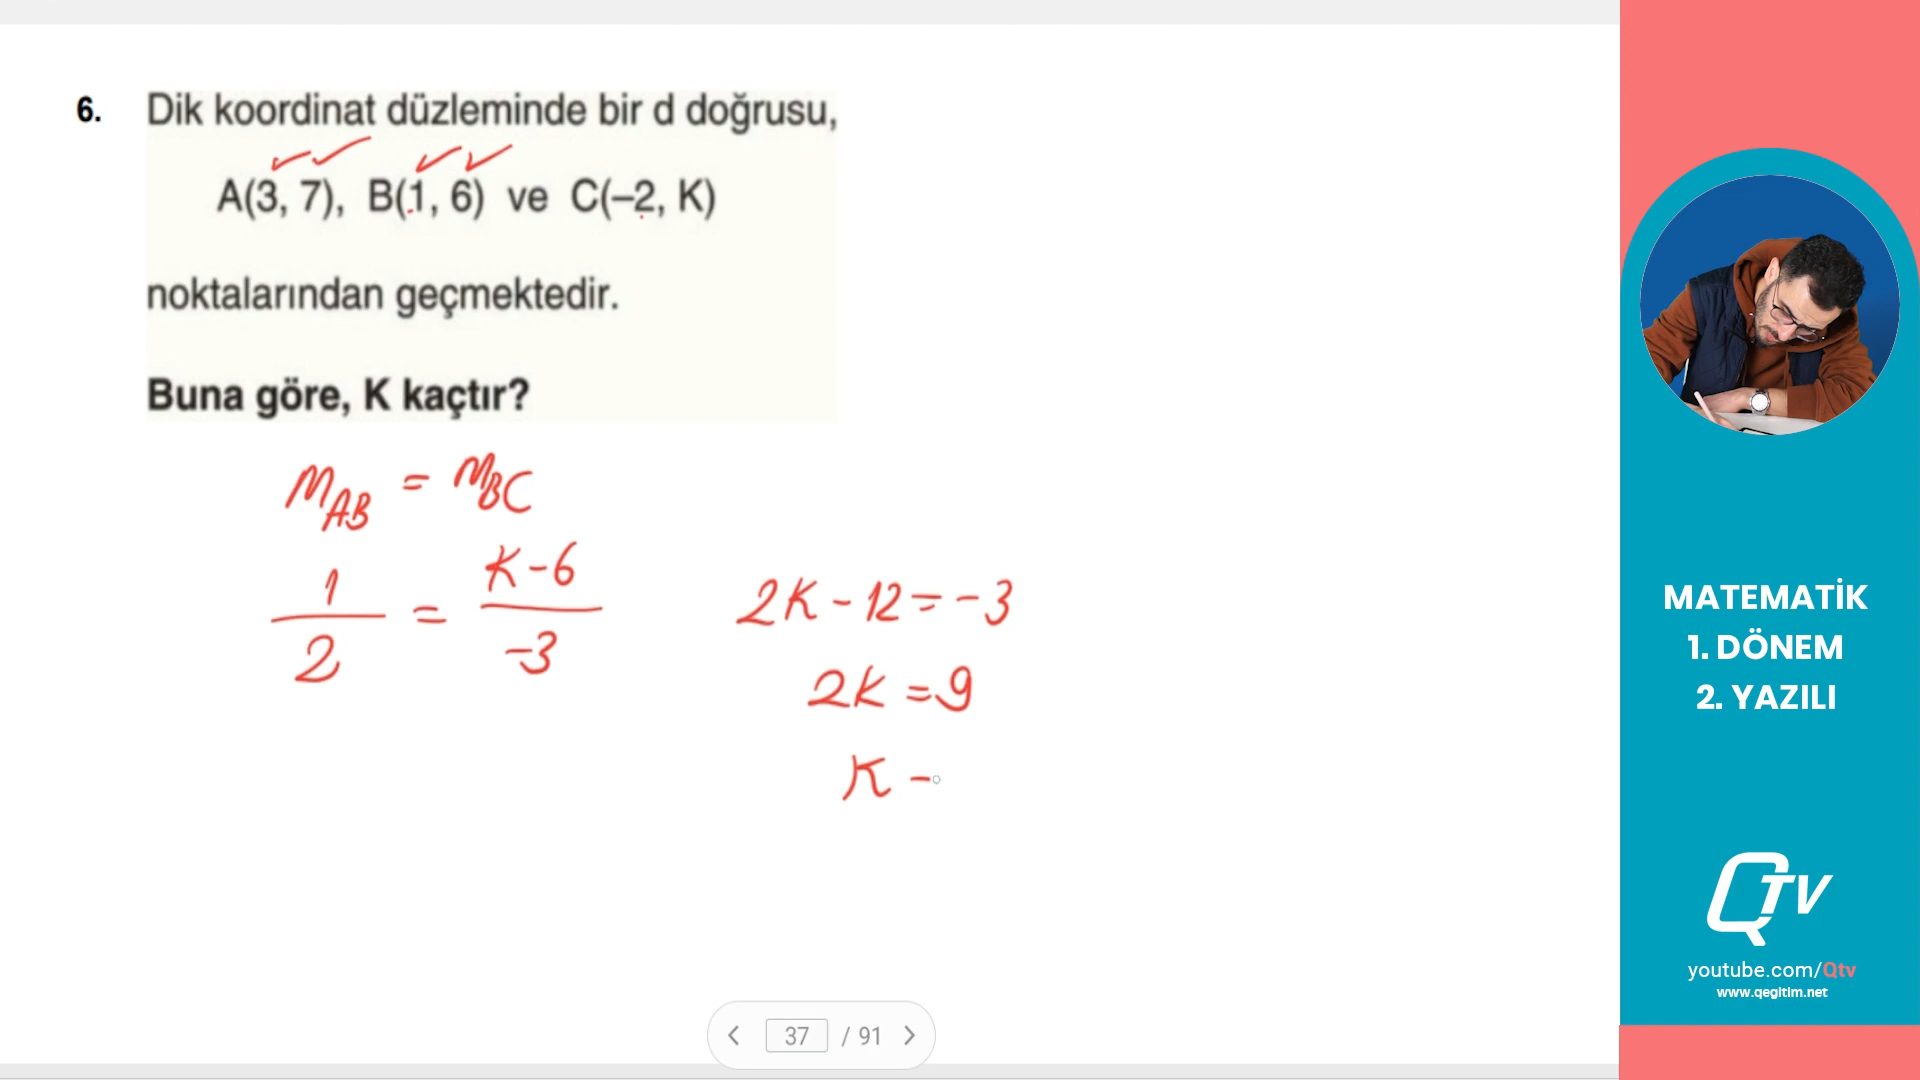 6. Dik koordinat düzleminde bir d doğrusu,
A(3, 7), B(1, 6) ve C(–2, K)
noktalarından geçmektedir.
Buna göre, K kaçtır?
M_AB = M_BC
1/2 = K-6/-3
2K - 12 = -3
2K = 9
K -
MATEMATİK
1. DÖNEM
2. YAZILI
QTV
youtube.com/Qtv
www.qegitim.net
37 / 91